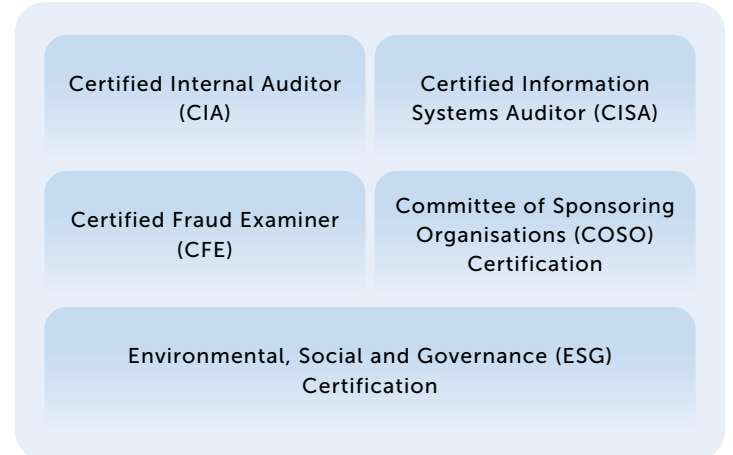 Certified Internal Auditor
(CIA)
Certified Information
Systems Auditor (CISA)
Certified Fraud Examiner
(CFE)
Committee of Sponsoring
Organisations (COSO)
Certification
Environmental, Social and Governance (ESG)
Certification